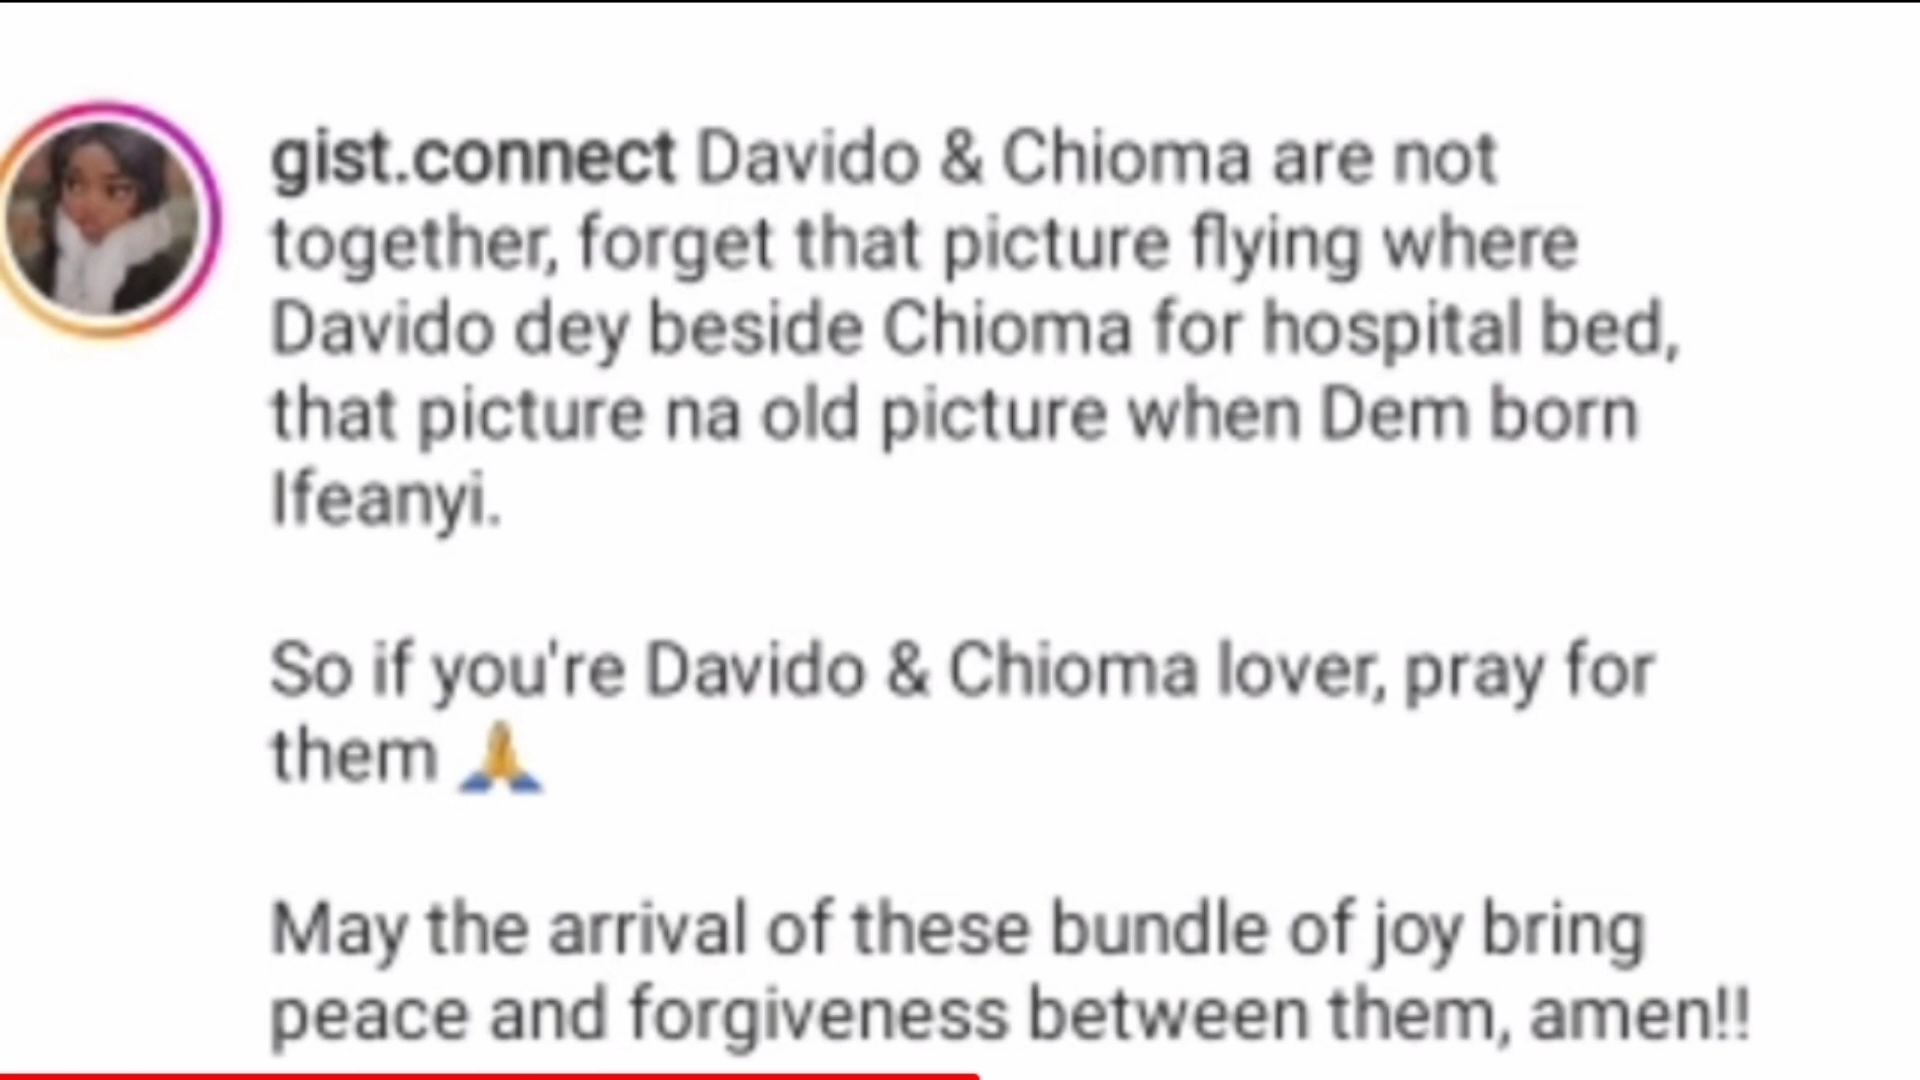 gist.connect Davido & Chioma are not
together, forget that picture flying where
Davido dey beside Chioma for hospital bed,
that picture na old picture when Dem born
Ifeanyi.
So if you're Davido & Chioma lover, pray for
them 🙏
May the arrival of these bundle of joy bring
peace and forgiveness between them, amen!!